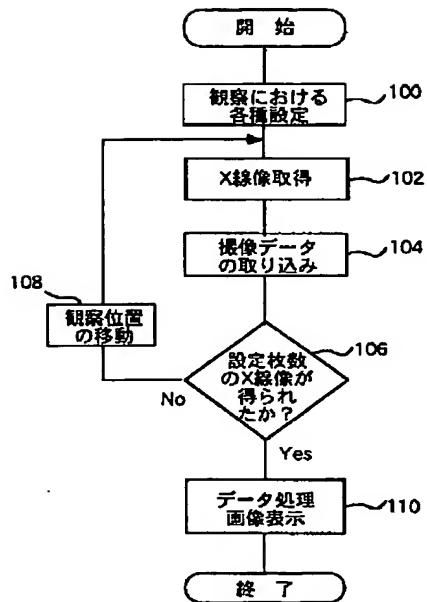 開 始
観察における
各種設定
100
X線像取得
102
撮像データ
の取り込み
104
108
観察位置
の移動
設定枚数
のX線像が
得られ
たか？
106
No
Yes
データ処理
画像表示
110
終 了